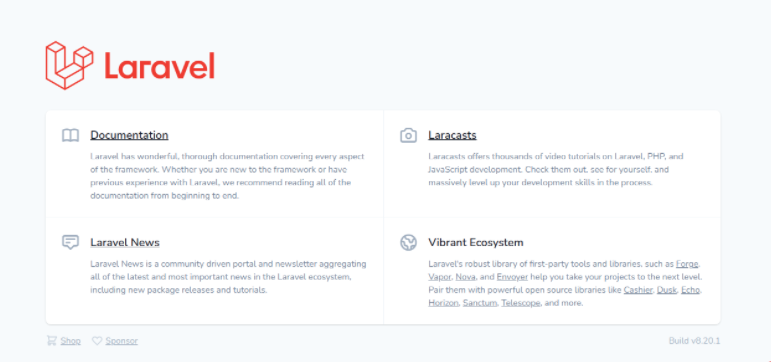 Laravel
Documentation
Laravel has wonderful, thorough documentation covering every aspect
of the framework. Whether you are new to the framework or have
previous experience with Laravel, we recommend reading all of the
documentation from beginning to end.
Laracasts
Laracasts offers thousands of video tutorials on Laravel, PHP, and
JavaScript development. Check them out, see for yourself, and
massively level up your development skills in the process.
Laravel News
Laravel News is a community driven portal and newsletter aggregating
all of the latest and most important news in the Laravel ecosystem,
including new package releases and tutorials.
Vibrant Ecosystem
Laravel's robust library of first-party tools and libraries, such as Forge,
Vapor, Nova, and Envoyer help you take your projects to the next level.
Pair them with powerful open source libraries like Cashier, Dusk, Echo,
Horizon, Sanctum, Telescope, and more.
Shop Sponsor
Build v8.20.1